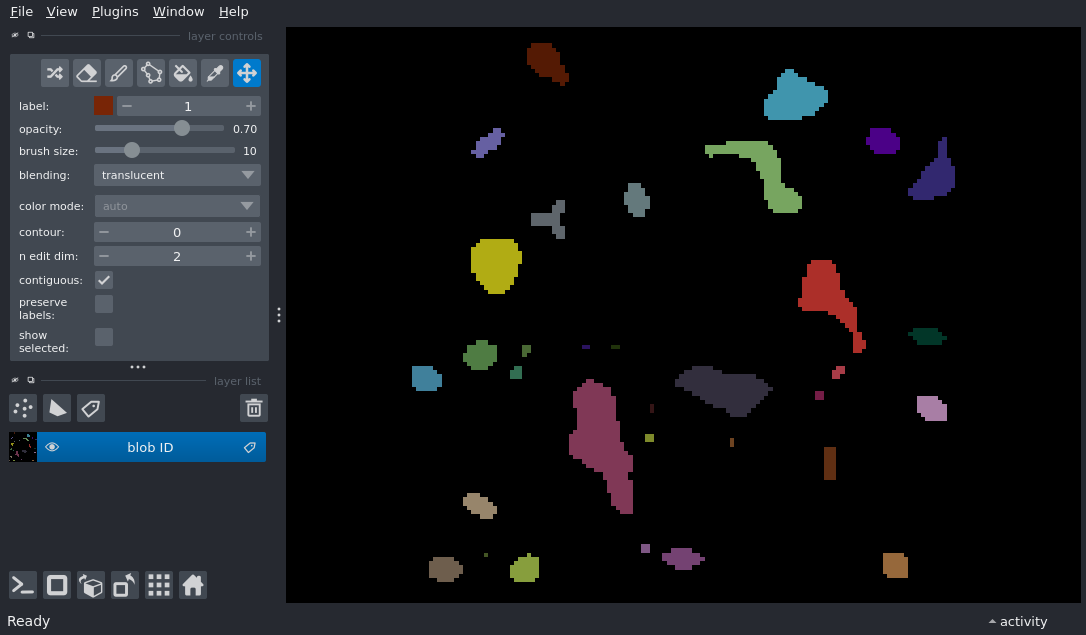 File View Plugins Window Help
layer controls
label: 1
opacity: 0.70
brush size: 10
blending: translucent
color mode: auto
contour: 0
n edit dim: 2
contiguous:
preserve
labels:
show
selected:
layer list
blob ID
Ready
activity